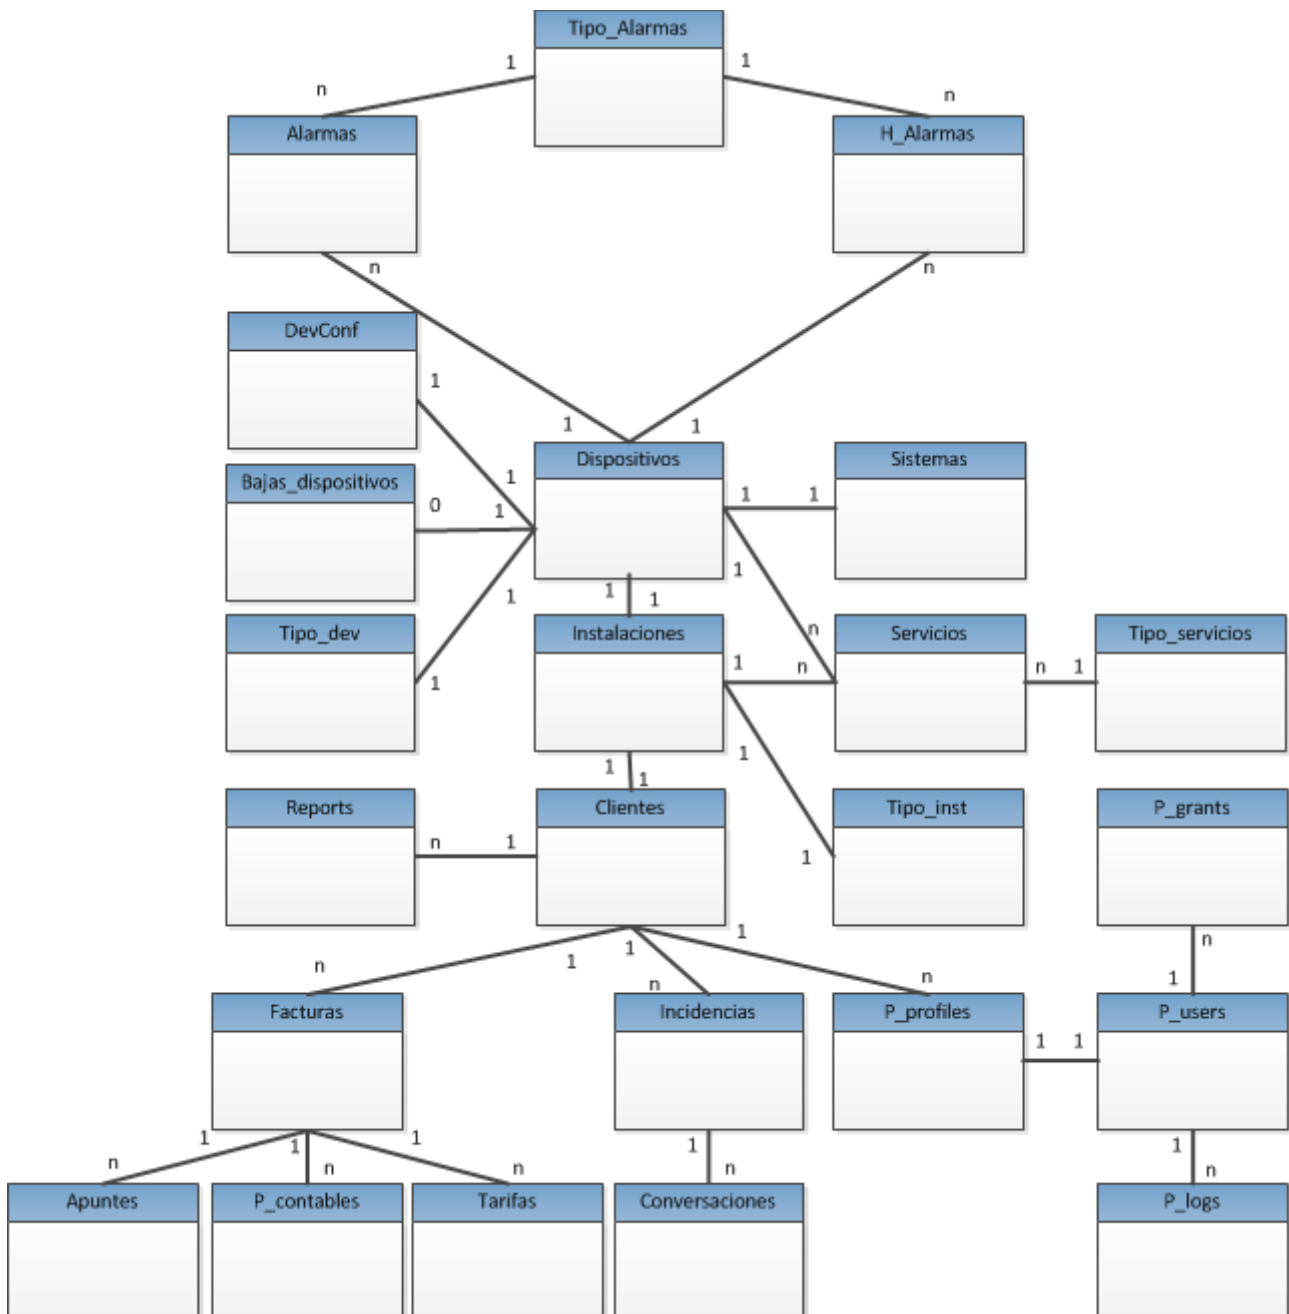 Tipo_Alarmas
1
1
n
n
Alarmas
H_Alarmas
n
n
DevConf
1
1
1
Dispositivos
Sistemas
Bajas_dispositivos
1
0
1
1
1
1
1
1
1
Tipo_dev
Instalaciones
n
Servicios
Tipo_servicios
1
n
n
1
1
1
1
1
Reports
Clientes
Tipo_inst
P_grants
n
1
1
1
1
1
n
n
n
n
1
Facturas
Incidencias
P_profiles
P_users
1
1
1
1
1
1
1
n
n
n
n
n
Apuntes
P_contables
Tarifas
Conversaciones
P_logs